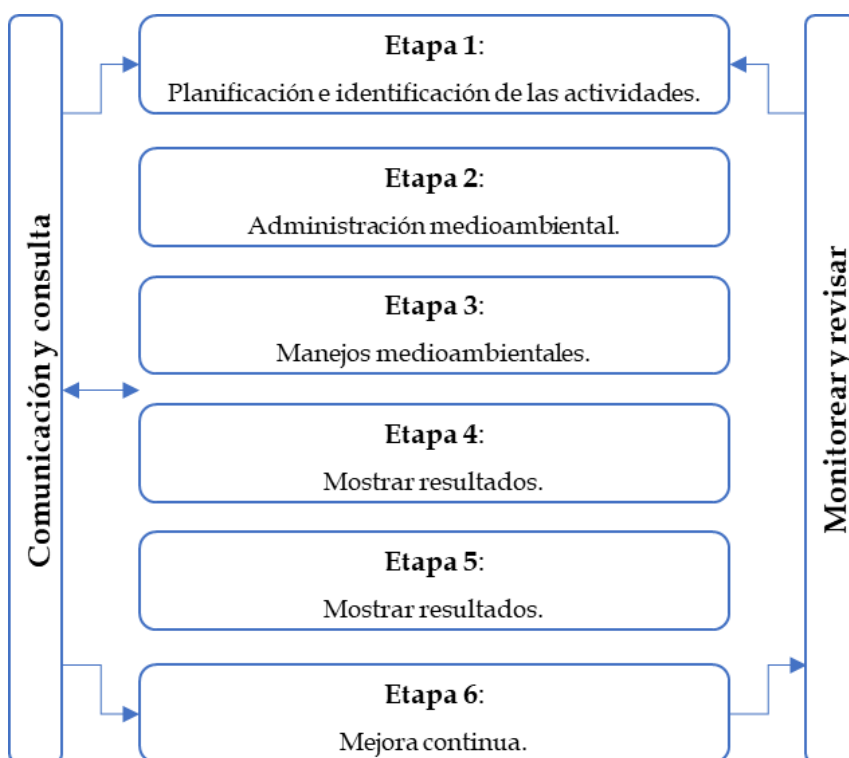 Comunicación y consulta
Etapa 1:
Planificación e identificación de las actividades.
Etapa 2:
Administración medioambiental.
Etapa 3:
Manejos medioambientales.
Etapa 4:
Mostrar resultados.
Etapa 5:
Mostrar resultados.
Etapa 6:
Mejora continua.
Monitorear y revisar